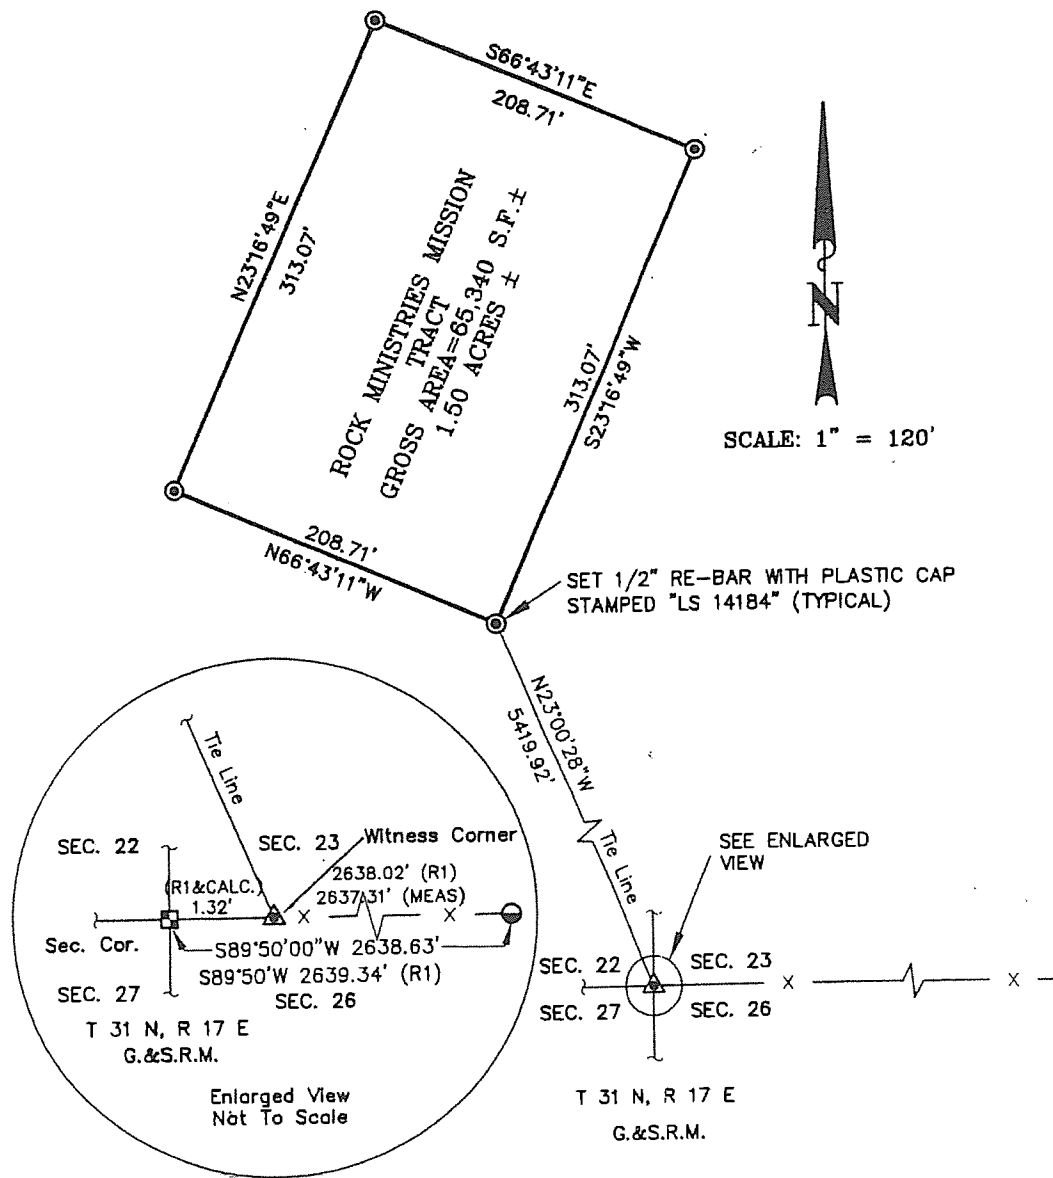 S66°43'11"E
208.71'
N23°16'49"E
313.07'
ROCK MINISTRIES MISSION
TRACT
GROSS AREA=65,340 S.F.±
1.50 ACRES ±
313.07'
S23°16'49"W
N
SCALE: 1" = 120'
208.71'
N66°43'11"W
SET 1/2" RE-BAR WITH PLASTIC CAP
STAMPED "LS 14184" (TYPICAL)
N23°00'28"W
5419.92'
Tie Line
SEE ENLARGED
VIEW
SEC. 22
SEC. 23
X
X
SEC. 27
SEC. 26
T 31 N, R 17 E
G.&S.R.M.
Tie Line
SEC. 22
SEC. 23
Witness Corner
(R1&CALC.)
1.32'
2638.02' (R1)
2637.31' (MEAS)
X
X
Sec. Cor.
S89°50'00"W 2638.63'
S89°50'W 2639.34' (R1)
SEC. 27
SEC. 26
T 31 N, R 17 E
G.&S.R.M.
Enlarged View
Not To Scale